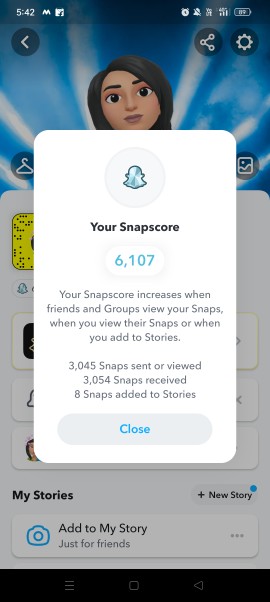 5:42
89
Your Snapscore
6,107
Your Snapscore increases when
friends and Groups view your Snaps,
when you view their Snaps or when
you add to Stories.
3,045 Snaps sent or viewed
3,054 Snaps received
8 Snaps added to Stories
Close
My Stories
+ New Story
Add to My Story
Just for friends